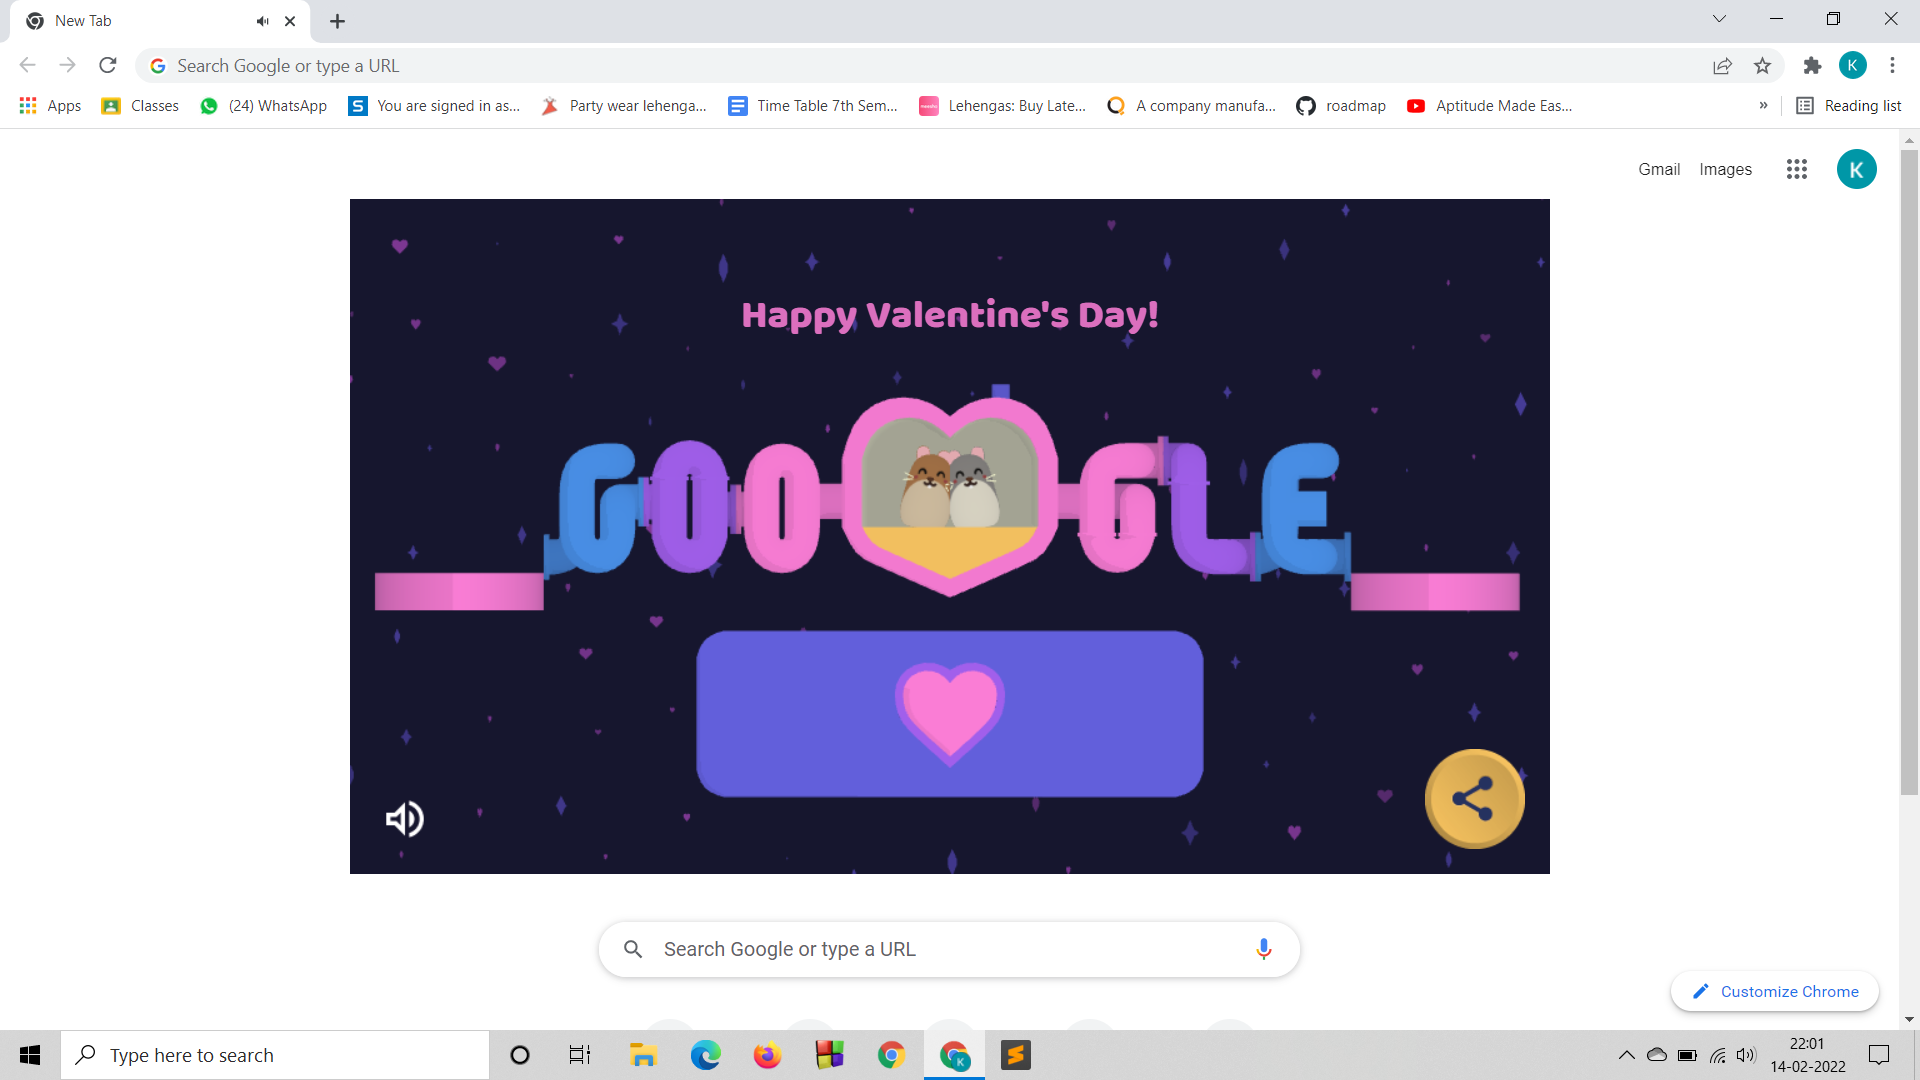 New Tab
Search Google or type a URL
K
Apps
Classes
(24) WhatsApp
S
You are signed in as...
Party wear lehenga...
Time Table 7th Sem...
Lehengas: Buy Late...
A company manufa...
roadmap
Aptitude Made Eas...
»
Reading list
Gmail
Images
K
Happy Valentine's Day!
GOO GLE
Search Google or type a URL
Customize Chrome
Type here to search
K
22:01
14-02-2022